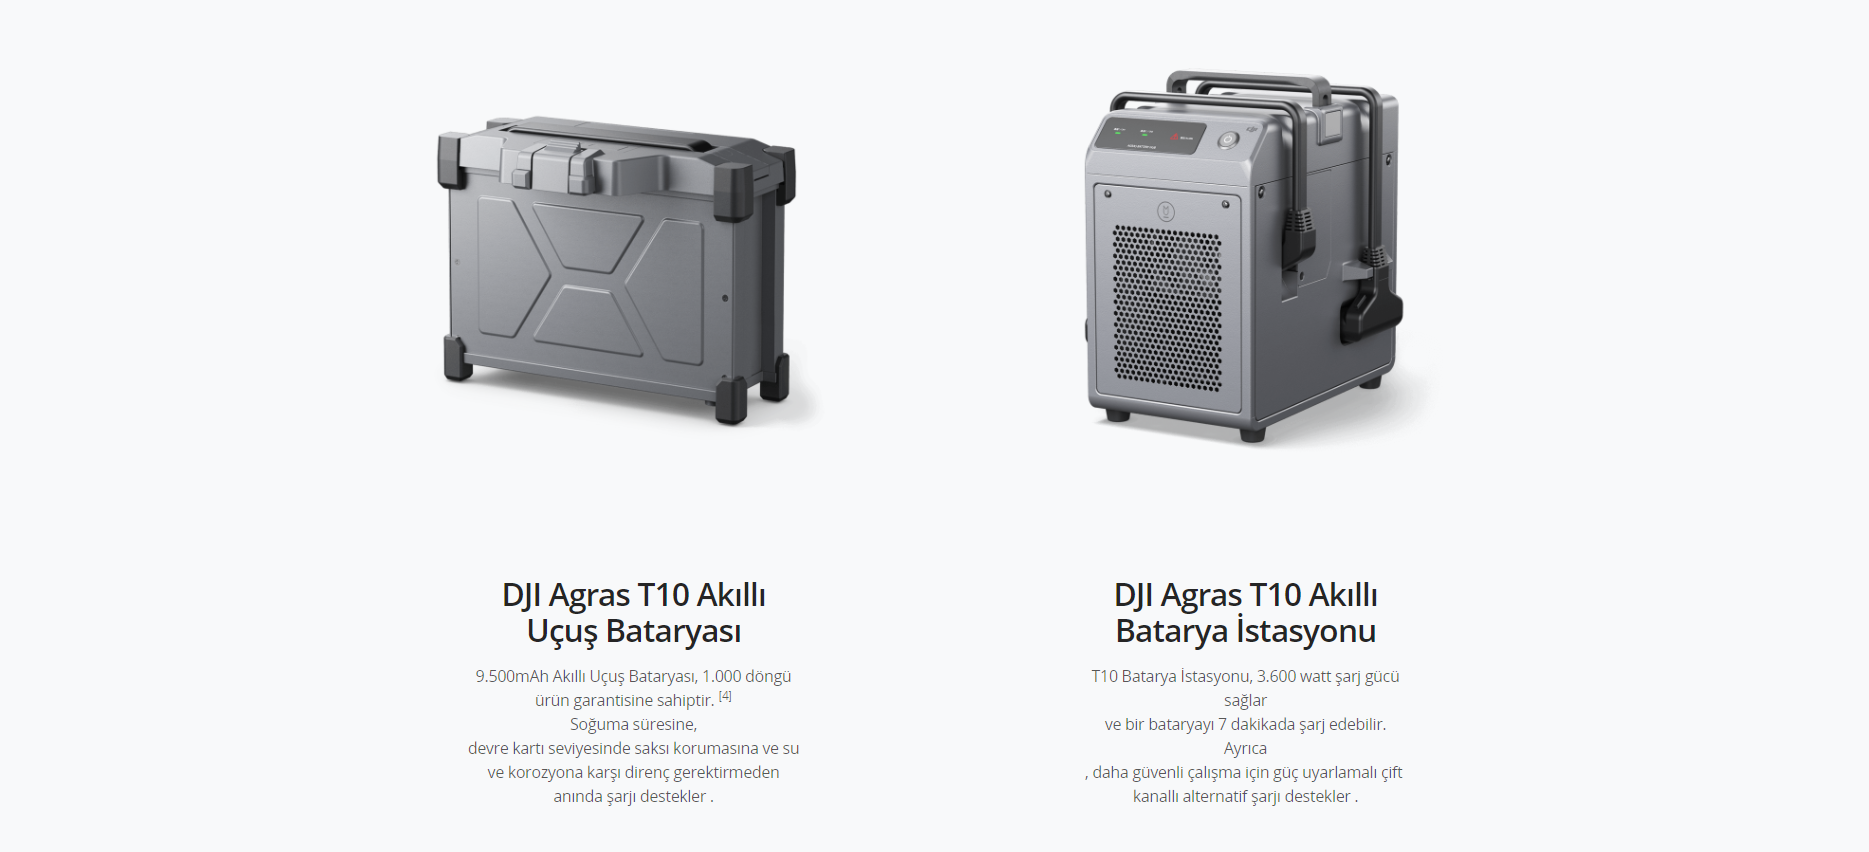 DJI Agras T10 Akıllı
Uçuş Bataryası
9.500mAh Akıllı Uçuş Bataryası, 1.000 döngü
ürün garantisine sahiptir. [4]
Soğuma süresine,
devre kartı seviyesinde saksı korumasına ve su
ve korozyona karşı direnç gerektirmeden
anında şarjı destekler .
DJI Agras T10 Akıllı
Batarya İstasyonu
T10 Batarya İstasyonu, 3.600 watt şarj gücü
sağlar
ve bir bataryayı 7 dakikada şarj edebilir.
Ayrıca
, daha güvenli çalışma için güç uyarlamalı çift
kanallı alternatif şarjı destekler .